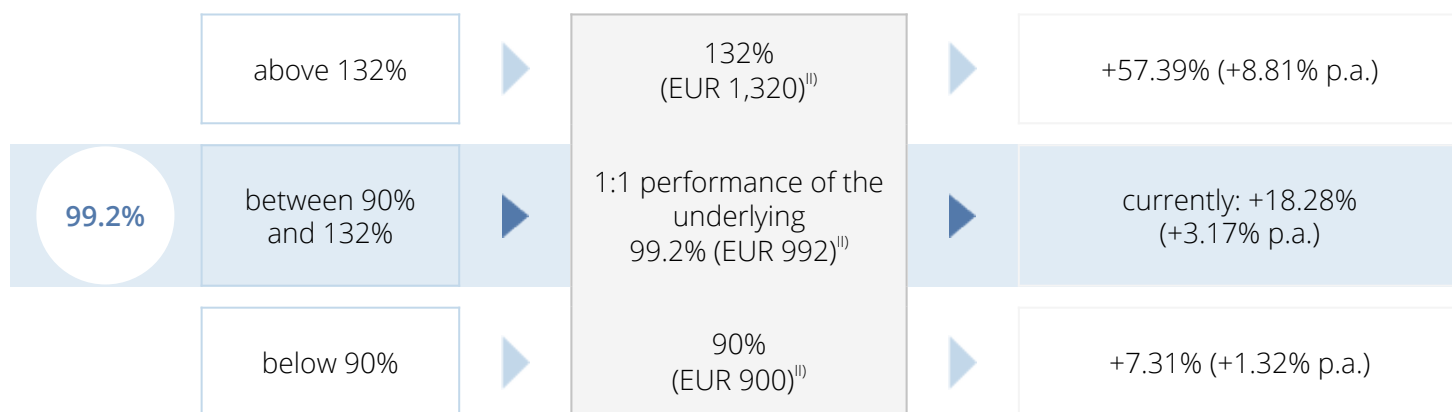 above 132%
132%
(EUR 1,320)II)
+57.39% (+8.81% p.a.)
99.2%
between 90%
and 132%
1:1 performance of the
underlying
99.2% (EUR 992)II)
currently: +18.28%
(+3.17% p.a.)
below 90%
90%
(EUR 900)II)
+7.31% (+1.32% p.a.)